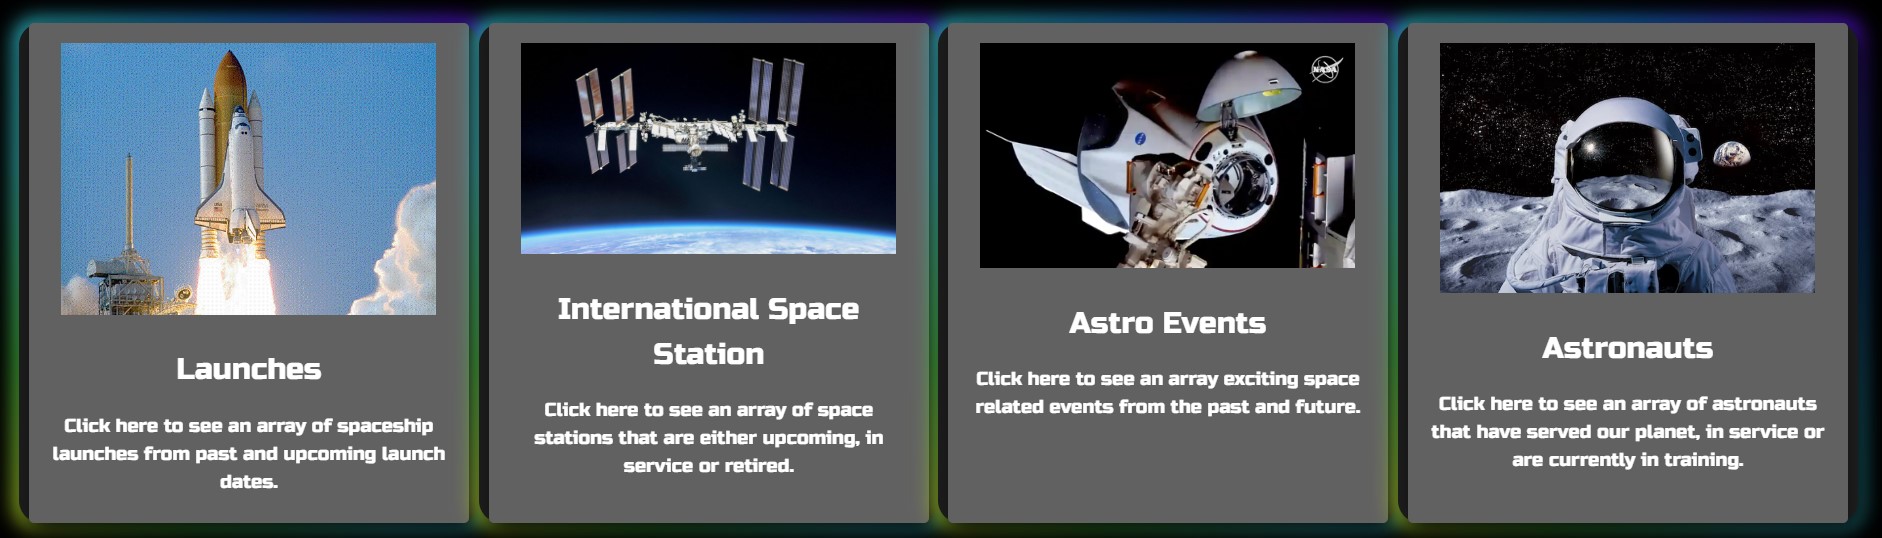 Launches
Click here to see an array of spaceship
launches from past and upcoming launch
dates.
International Space
Station
Click here to see an array of space
stations that are either upcoming, in
service or retired.
NASA
Astro Events
Click here to see an array exciting space
related events from the past and future.
Astronauts
Click here to see an array of astronauts
that have served our planet, in service or
are currently in training.